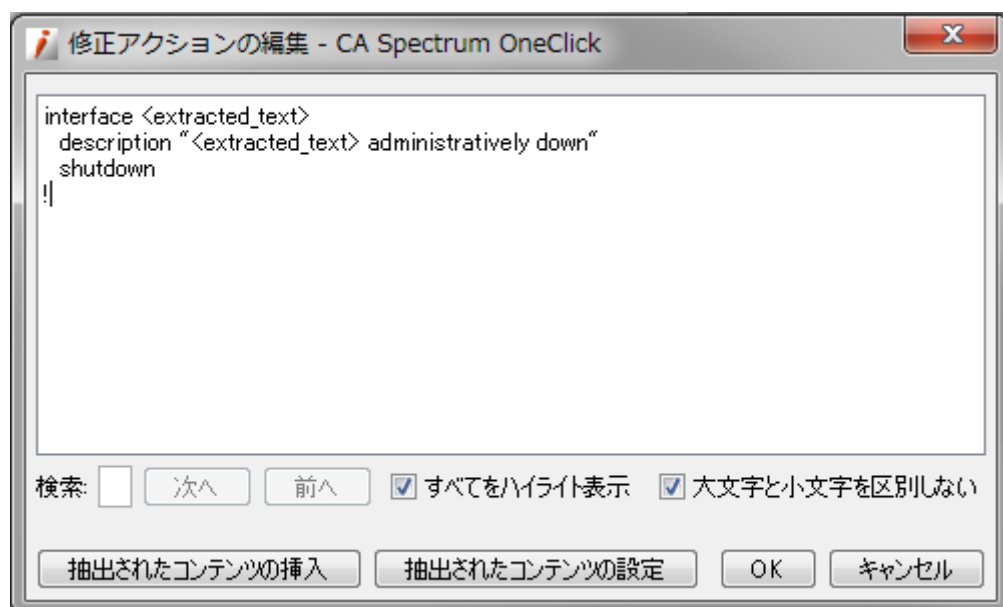 修正アクションの編集 - CA Spectrum OneClick
interface <extracted_text>
description "<extracted_text> administratively down"
shutdown
!
検索: 次へ 前へ すべてをハイライト表示 大文字と小文字を区別しない
抽出されたコンテンツの挿入 抽出されたコンテンツの設定 OK キャンセル